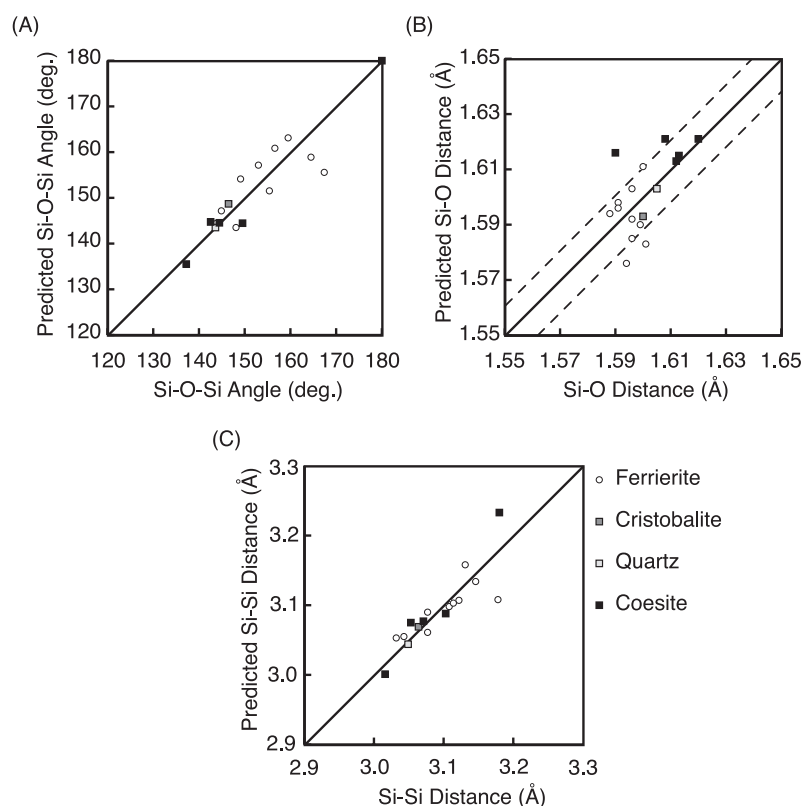 (A)
180
170
160
150
140
130
120
120 130 140 150 160 170 180
Predicted Si-O-Si Angle (deg.)
Si-O-Si Angle (deg.)
(B)
1.65
1.63
1.61
1.59
1.57
1.55
1.55 1.57 1.59 1.61 1.63 1.65
Predicted Si-O Distance (Å)
Si-O Distance (Å)
(C)
3.3
3.2
3.1
3.0
2.9
2.9 3.0 3.1 3.2 3.3
Predicted Si-Si Distance (Å)
Si-Si Distance (Å)
Ferrierite
Cristobalite
Quartz
Coesite